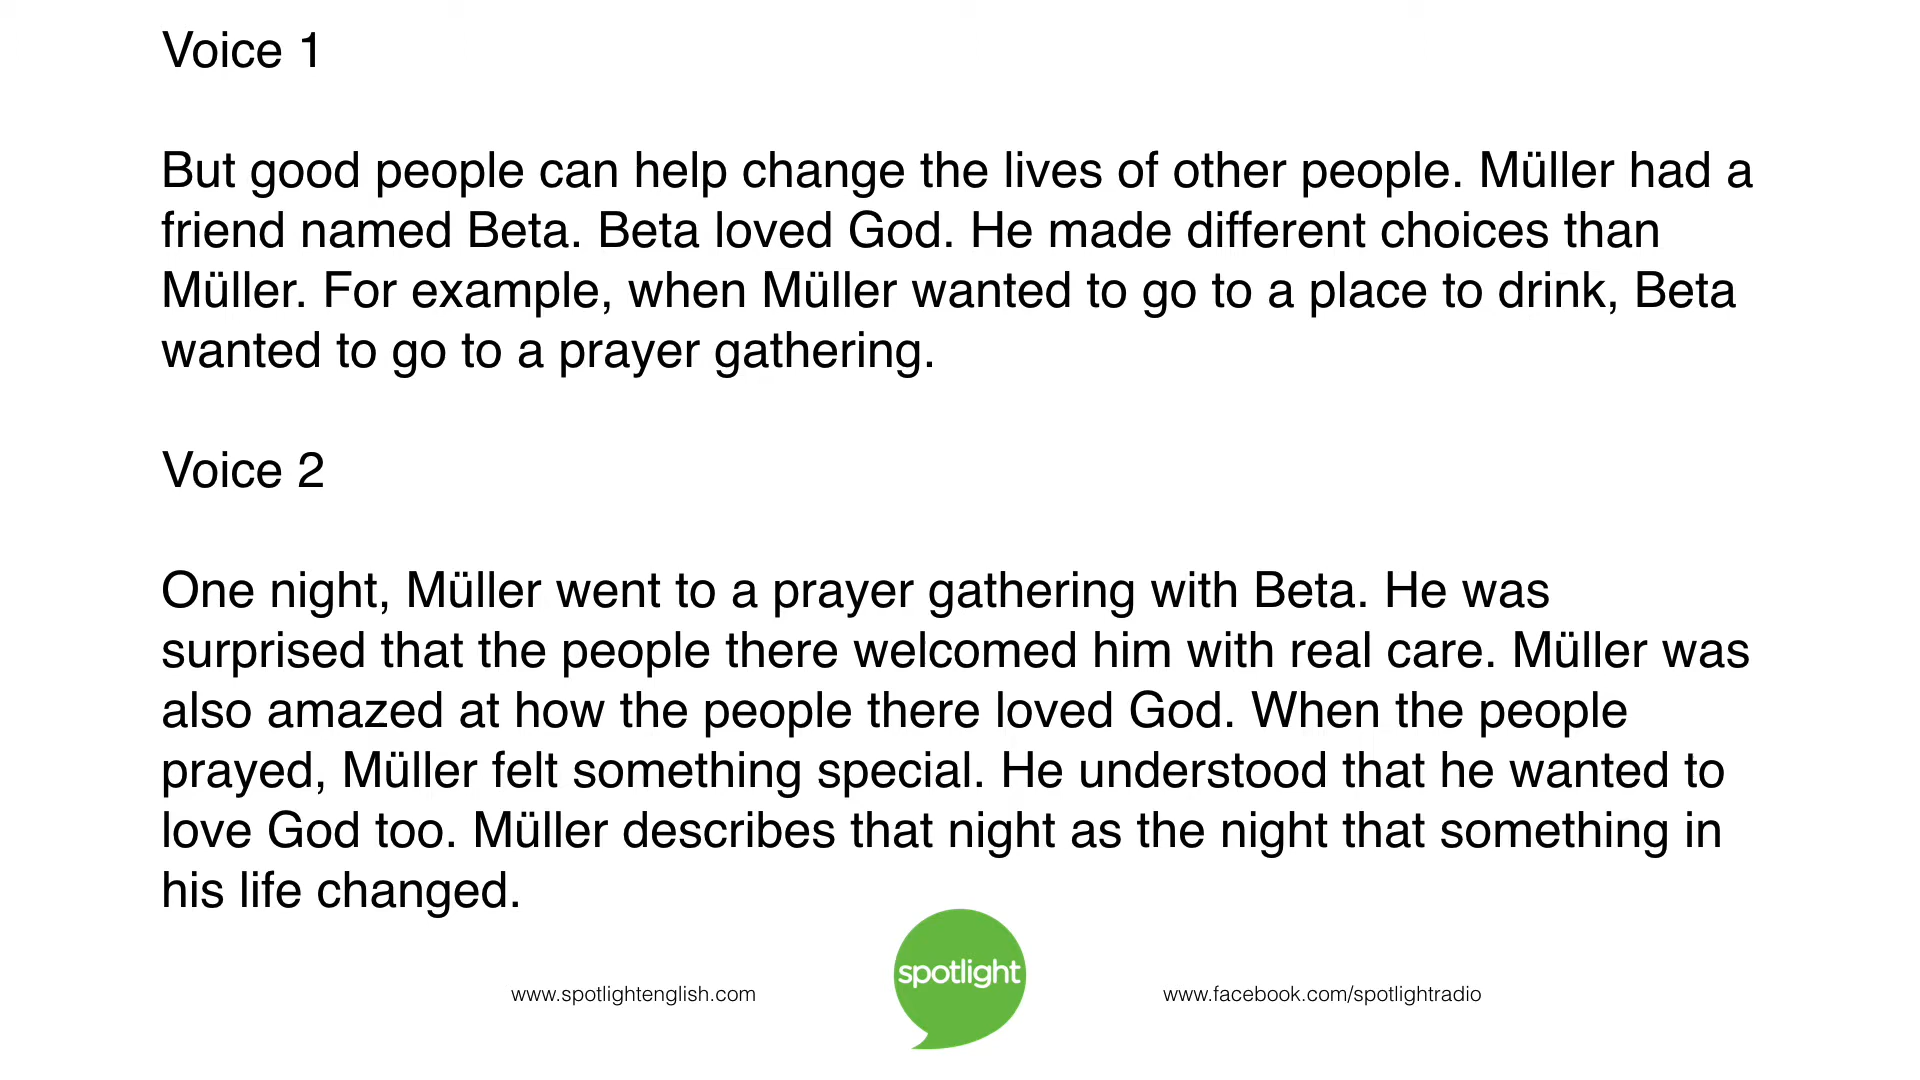 Voice 1
But good people can help change the lives of other people. Müller had a
friend named Beta. Beta loved God. He made different choices than
Müller. For example, when Müller wanted to go to a place to drink, Beta
wanted to go to a prayer gathering.
Voice 2
One night, Müller went to a prayer gathering with Beta. He was
surprised that the people there welcomed him with real care. Müller was
also amazed at how the people there loved God. When the people
prayed, Müller felt something special. He understood that he wanted to
love God too. Müller describes that night as the night that something in
his life changed.
www.spotlightenglish.com
spotlight
www.facebook.com/spotlightradio